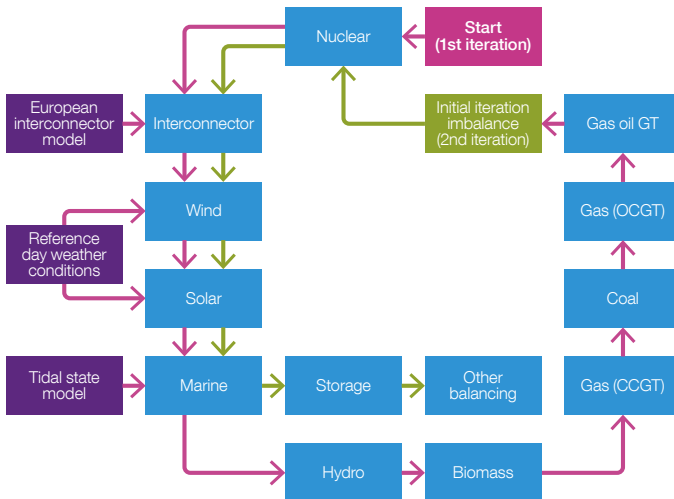 Nuclear
Start
(1st iteration)
European
interconnector
model
Interconnector
Initial iteration
imbalance
(2nd iteration)
Gas oil GT
Wind
Gas (OCGT)
Reference
day weather
conditions
Solar
Coal
Tidal state
model
Marine
Storage
Other
balancing
Gas (CCGT)
Hydro
Biomass